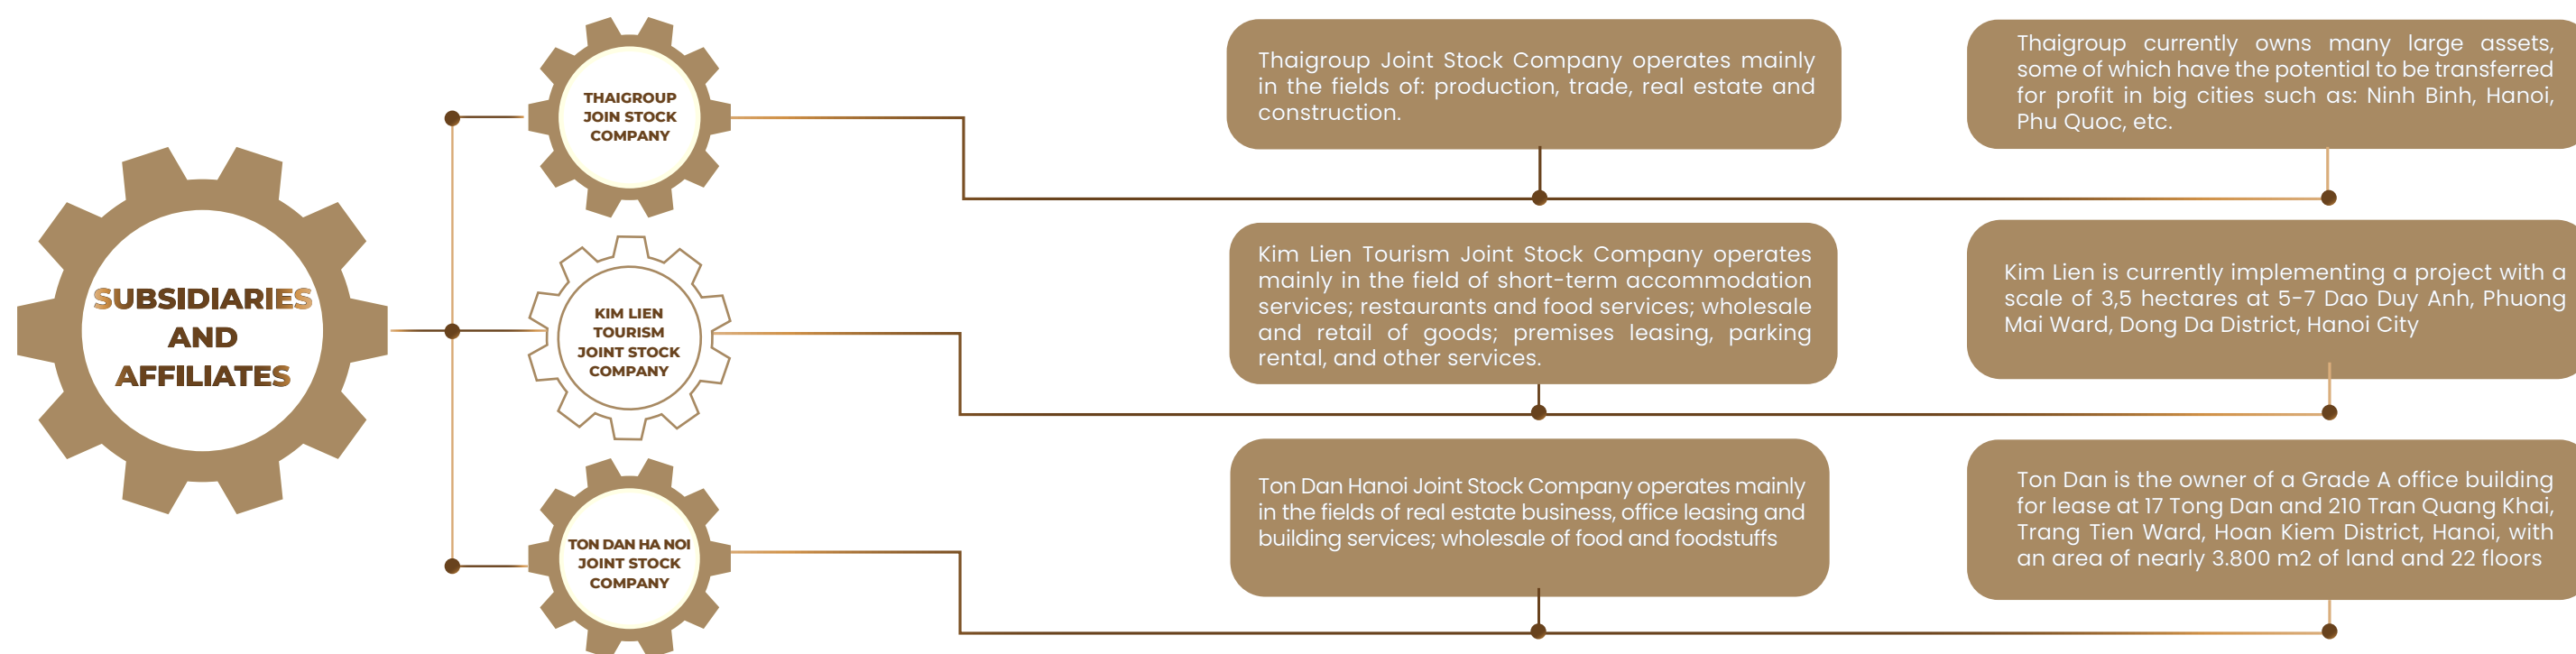 SUBSIDIARIES
AND
AFFILIATES
THAIGROUP
JOIN STOCK
COMPANY
Thaigroup Joint Stock Company operates mainly
in the fields of: production, trade, real estate and
construction.
Thaigroup currently owns many large assets,
some of which have the potential to be transferred
for profit in big cities such as: Ninh Binh, Hanoi,
Phu Quoc, etc.
KIM LIEN
TOURISM
JOINT STOCK
COMPANY
Kim Lien Tourism Joint Stock Company operates
mainly in the field of short-term accommodation
services; restaurants and food services; wholesale
and retail of goods; premises leasing, parking
rental, and other services.
Kim Lien is currently implementing a project with a
scale of 3,5 hectares at 5-7 Dao Duy Anh, Phuong
Mai Ward, Dong Da District, Hanoi City
TON DAN HA NOI
JOINT STOCK
COMPANY
Ton Dan Hanoi Joint Stock Company operates mainly
in the fields of real estate business, office leasing and
building services; wholesale of food and foodstuffs
Ton Dan is the owner of a Grade A office building
for lease at 17 Tong Dan and 210 Tran Quang Khai,
Trang Tien Ward, Hoan Kiem District, Hanoi, with
an area of nearly 3.800 m2 of land and 22 floors